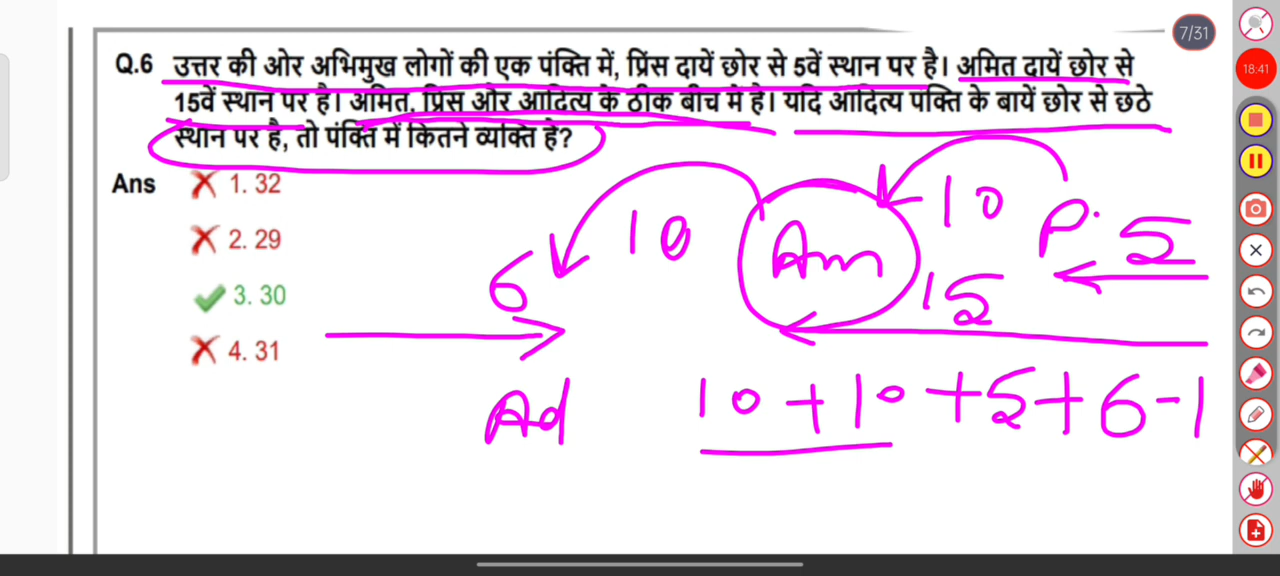 7/31
18:41
Q.6 उत्तर की ओर अभिमुख लोगों की एक पंक्ति में, प्रिंस दायें छोर से 5वें स्थान पर है। अमित दायें छोर से
15वें स्थान पर है। अमित, प्रिंस और आदित्य के ठीक बीच में है। यदि आदित्य पंक्ति के बायें छोर से छठे
स्थान पर है, तो पंक्ति में कितने व्यक्ति हैं?
Ans 1. 32
2. 29
3. 30
4. 31
6 10 Am 10 P. 5
15
Ad 10 + 10 + 5 + 6 - 1